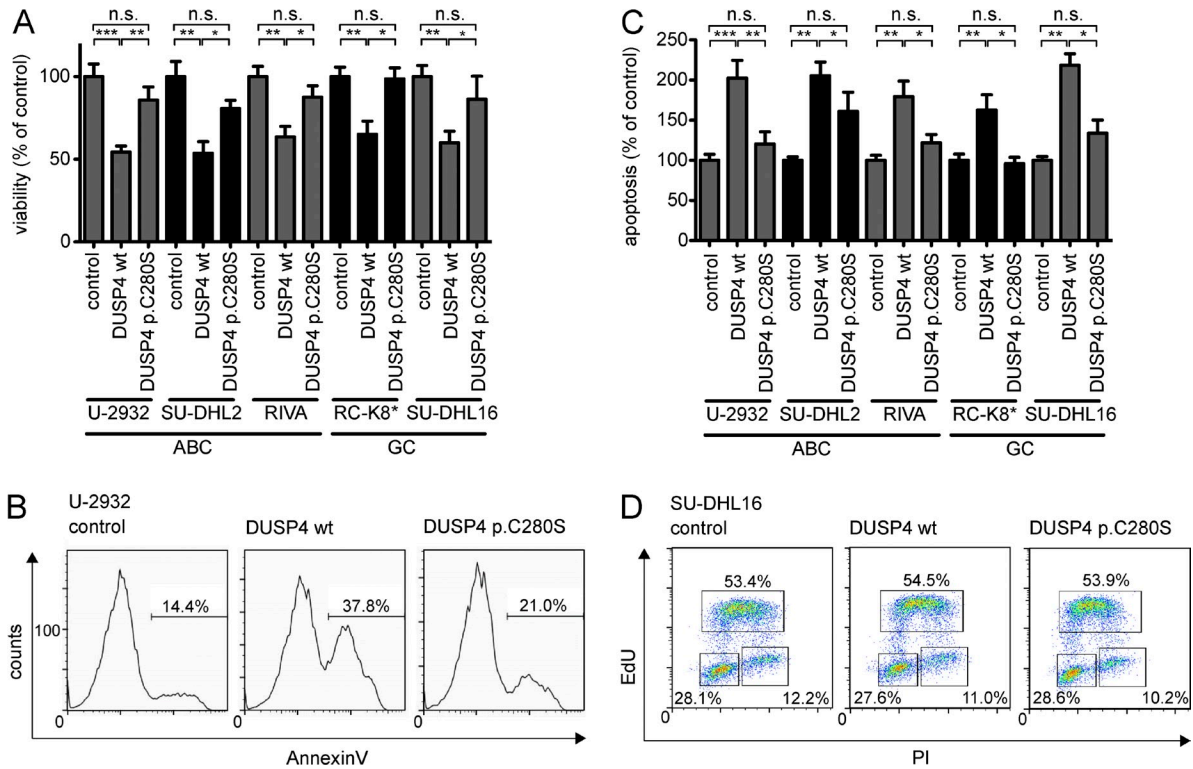 A
n.s. n.s. n.s. n.s. n.s.
*** ** ** * ** * ** * ** *
viability (% of control)
100
50
0
control
DUSP4 wt
DUSP4 p.C280S
control
DUSP4 wt
DUSP4 p.C280S
control
DUSP4 wt
DUSP4 p.C280S
control
DUSP4 wt
DUSP4 p.C280S
control
DUSP4 wt
DUSP4 p.C280S
U-2932 SU-DHL2 RIVA RC-K8* SU-DHL16
ABC GC
C
n.s. n.s. n.s. n.s. n.s.
*** ** ** * ** * ** * ** *
apoptosis (% of control)
250
200
150
100
50
0
control
DUSP4 wt
DUSP4 p.C280S
control
DUSP4 wt
DUSP4 p.C280S
control
DUSP4 wt
DUSP4 p.C280S
control
DUSP4 wt
DUSP4 p.C280S
control
DUSP4 wt
DUSP4 p.C280S
U-2932 SU-DHL2 RIVA RC-K8* SU-DHL16
ABC GC
B
U-2932
control DUSP4 wt DUSP4 p.C280S
14.4% 37.8% 21.0%
counts
100
0 0 0
AnnexinV
D
SU-DHL16
control DUSP4 wt DUSP4 p.C280S
53.4% 54.5% 53.9%
EdU
28.1% 12.2% 27.6% 11.0% 28.6% 10.2%
0 0 0
PI